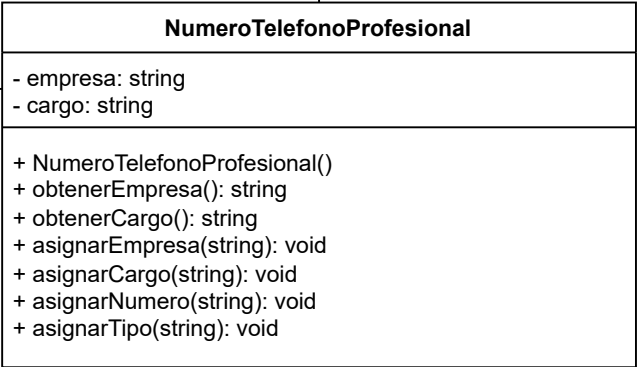 NumeroTelefonoProfesional
- empresa: string
- cargo: string
+ NumeroTelefonoProfesional()
+ obtenerEmpresa(): string
+ obtenerCargo(): string
+ asignarEmpresa(string): void
+ asignarCargo(string): void
+ asignarNumero(string): void
+ asignarTipo(string): void